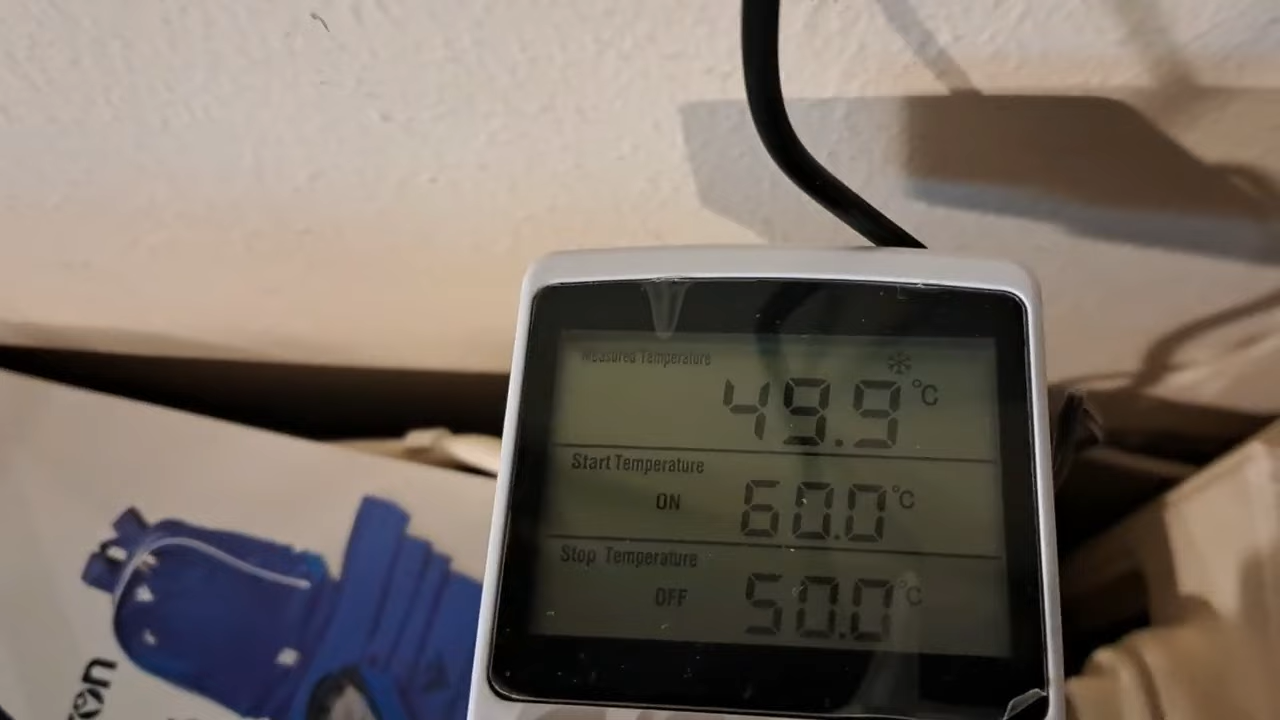 Measured Temperature
49.9 °C
Start Temperature
ON 60.0 °C
Stop Temperature
OFF 50.0 °C